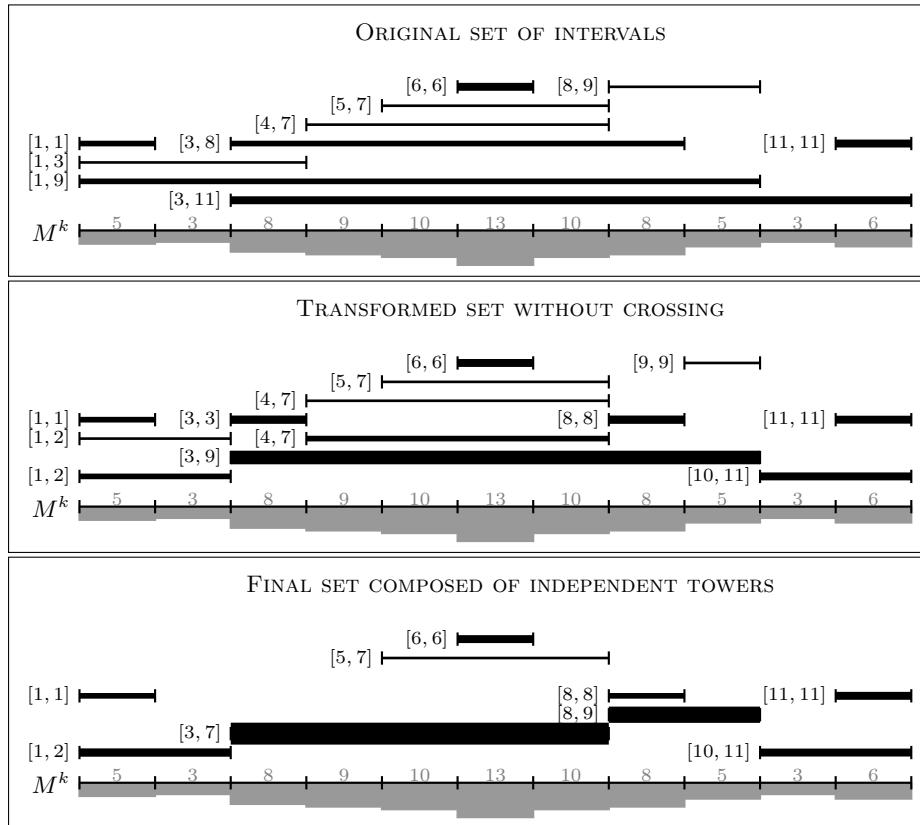 ORIGINAL SET OF INTERVALS
[6, 6] [8, 9]
[5, 7]
[4, 7]
[1, 1] [3, 8] [11, 11]
[1, 3]
[1, 9]
[3, 11]
M^k 5 3 8 9 10 13 10 8 5 3 6
TRANSFORMED SET WITHOUT CROSSING
[6, 6] [9, 9]
[5, 7]
[4, 7]
[1, 1] [3, 3] [8, 8] [11, 11]
[1, 2] [4, 7]
[3, 9]
[1, 2] [10, 11]
M^k 5 3 8 9 10 13 10 8 5 3 6
FINAL SET COMPOSED OF INDEPENDENT TOWERS
[6, 6]
[5, 7]
[1, 1] [8, 8] [11, 11]
[8, 9]
[3, 7]
[1, 2] [10, 11]
M^k 5 3 8 9 10 13 10 8 5 3 6